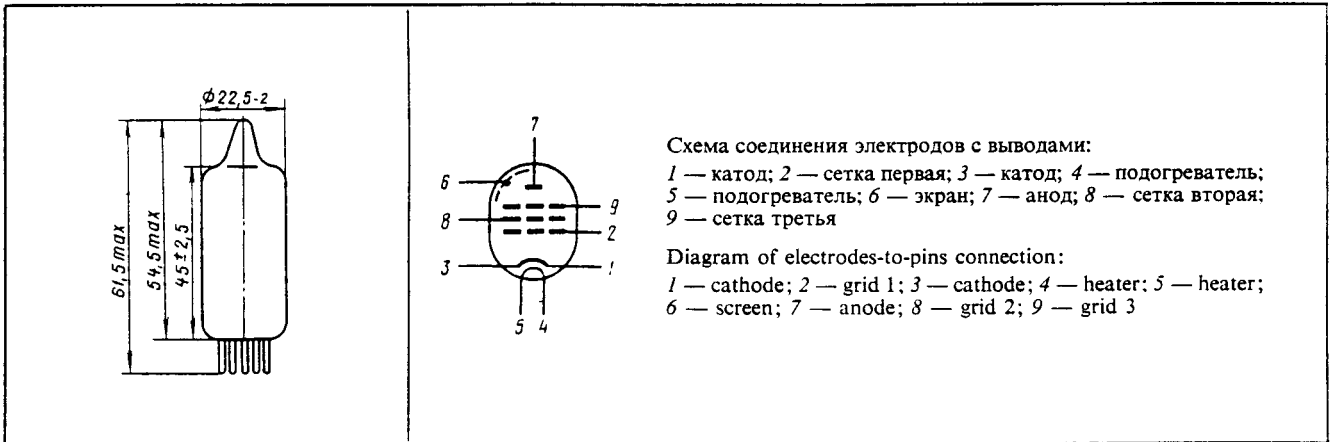 Ф22,5-2
61,5 max
54,5 max
45±2,5
7
6
9
8
2
3
1
5
4
Схема соединения электродов с выводами:
1 — катод; 2 — сетка первая; 3 — катод; 4 — подогреватель;
5 — подогреватель; 6 — экран; 7 — анод; 8 — сетка вторая;
9 — сетка третья
Diagram of electrodes-to-pins connection:
1 — cathode; 2 — grid 1; 3 — cathode; 4 — heater; 5 — heater;
6 — screen; 7 — anode; 8 — grid 2; 9 — grid 3